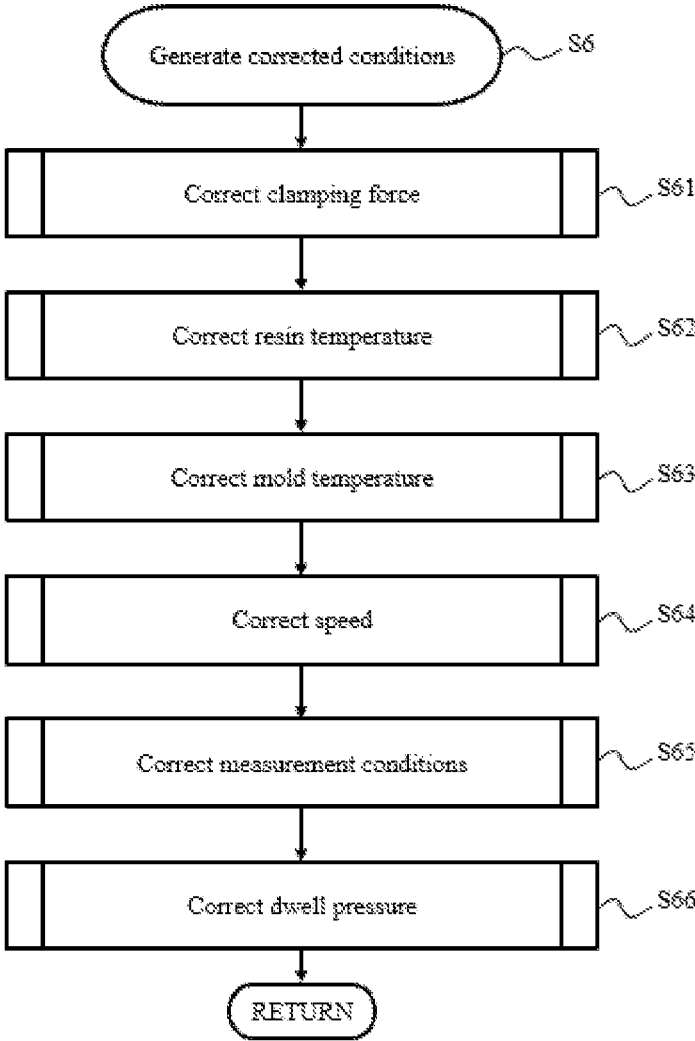 Generate corrected conditions
S6
Correct clamping force
S61
Correct resin temperature
S62
Correct mold temperature
S63
Correct speed
S64
Correct measurement conditions
S65
Correct dwell pressure
S66
RETURN